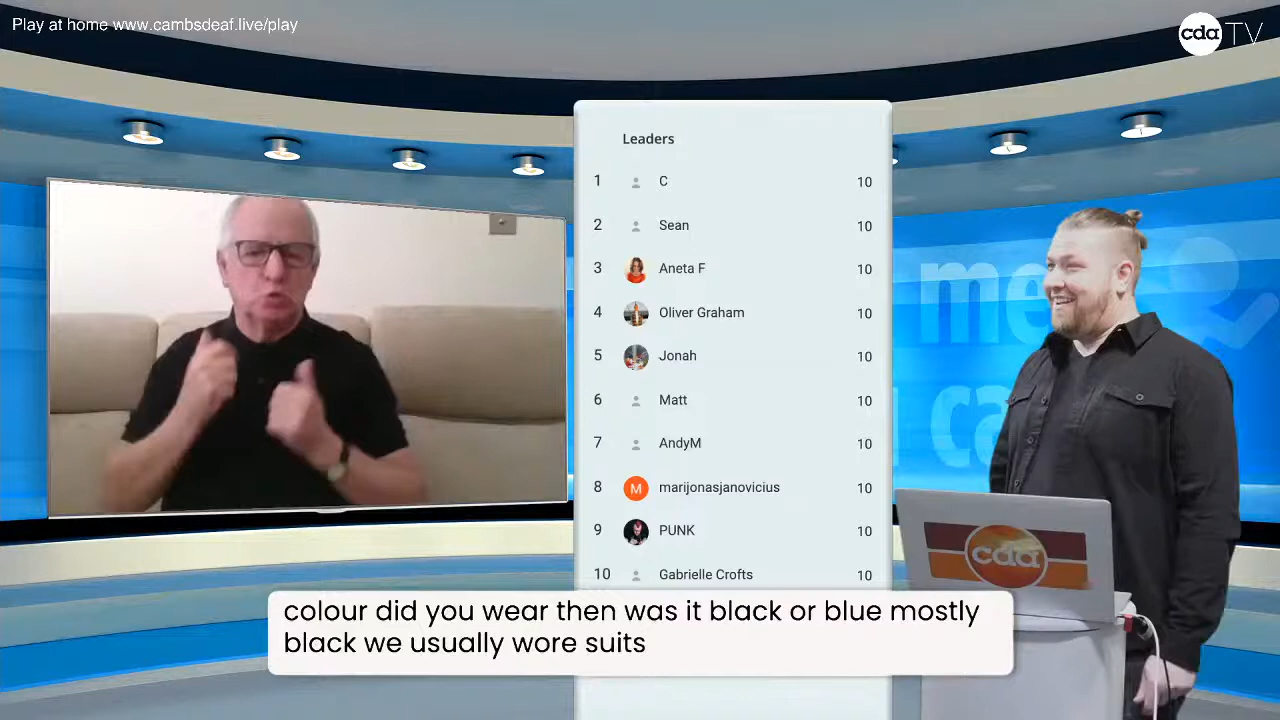 Play at home www.cambsdeaf.live/play
cda TV
Leaders
1 C 10
2 Sean 10
3 Aneta F 10
4 Oliver Graham 10
5 Jonah 10
6 Matt 10
7 AndyM 10
8 M marijonasjanovicius 10
9 PUNK 10
10 Gabrielle Crofts 10
me
ca
cda
colour did you wear then was it black or blue mostly
black we usually wore suits